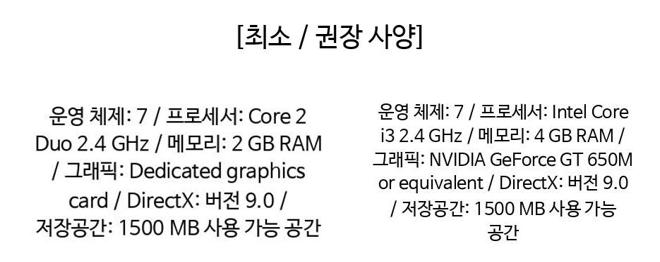 [최소 / 권장 사양]
운영 체제: 7 / 프로세서: Core 2
Duo 2.4 GHz / 메모리: 2 GB RAM
/ 그래픽: Dedicated graphics
card / DirectX: 버전 9.0 /
저장공간: 1500 MB 사용 가능 공간
운영 체제: 7 / 프로세서: Intel Core
i3 2.4 GHz / 메모리: 4 GB RAM /
그래픽: NVIDIA GeForce GT 650M
or equivalent / DirectX: 버전 9.0
/ 저장공간: 1500 MB 사용 가능
공간